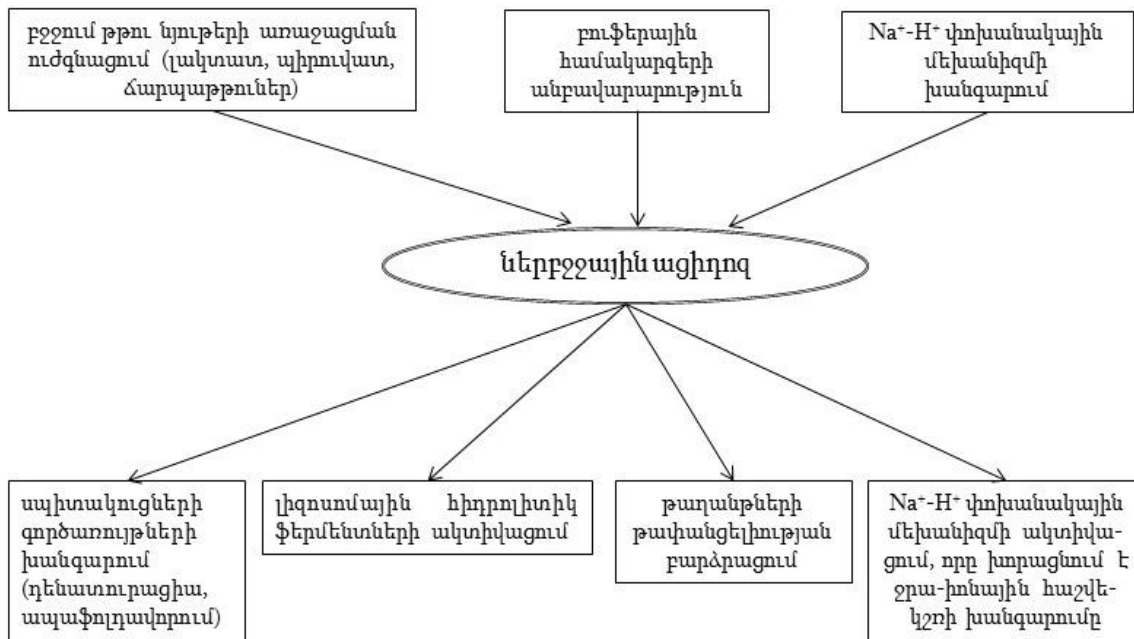 բջջում թթու նյութերի առաջացման
ուժգնացում (լակտատ, պիրուվատ,
ճարպաթթուներ)
բուֆերային
համակարգերի
անբավարարություն
Na⁺-H⁺ փոխանակային
մեխանիզմի
խանգարում
ներբջջային ացիդոզ
սպիտակուցների
գործառույթների
խանգարում
(դենատուրացիա,
ապաֆոլդավորում)
լիզոսոմային հիդրոլիտիկ
ֆերմենտների ակտիվացում
թաղանթների
թափանցելիության
բարձրացում
Na⁺-H⁺ փոխանակային
մեխանիզմի ակտիվա-
ցում, որը խորացնում է
ջրա-իոնային հաշվե-
կշռի խանգարումը